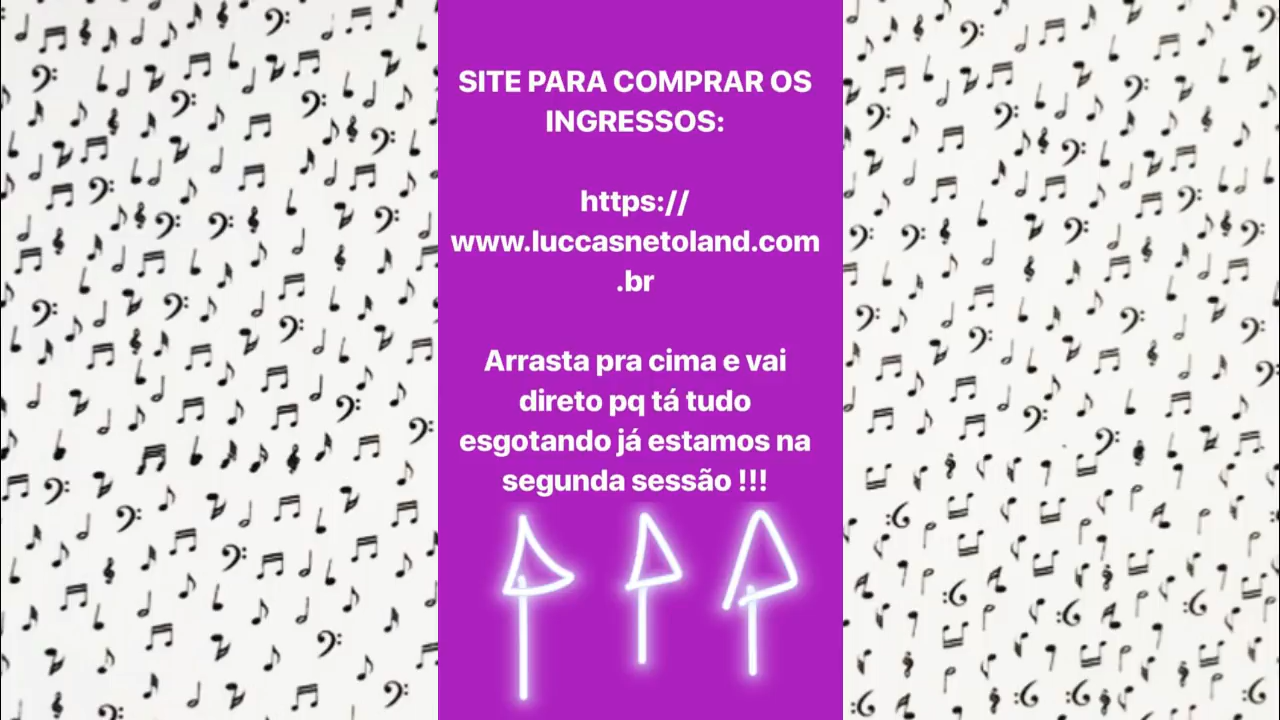 SITE PARA COMPRAR OS
INGRESSOS:
https://
www.luccasnetoland.com
.br
Arrasta pra cima e vai
direto pq tá tudo
esgotando já estamos na
segunda sessão !!!